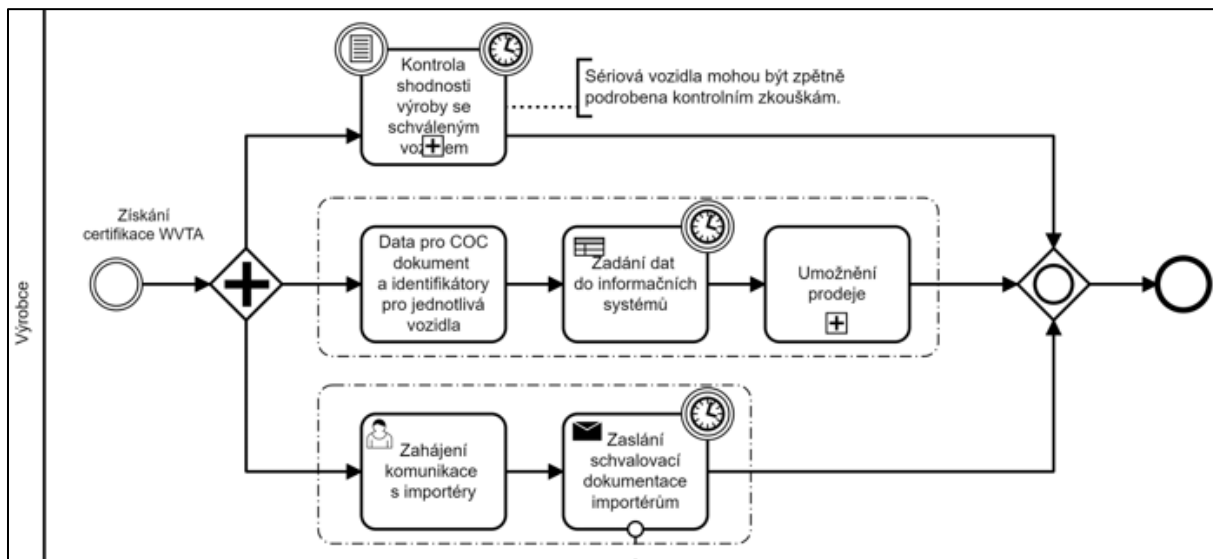 Kontrola
shodnosti
výroby se
schváleným
vozidlem
Sériová vozidla mohou být zpětně
podrobena kontrolním zkouškám.
Získání
certifikace WVTA
Data pro COC
dokument
a identifikátory
pro jednotlivá
vozidla
Zadání dat
do informačních
systémů
Umožnění
prodeje
Výrobce
Zahájení
komunikace
s importéry
Zaslání
schvalovací
dokumentace
importérům